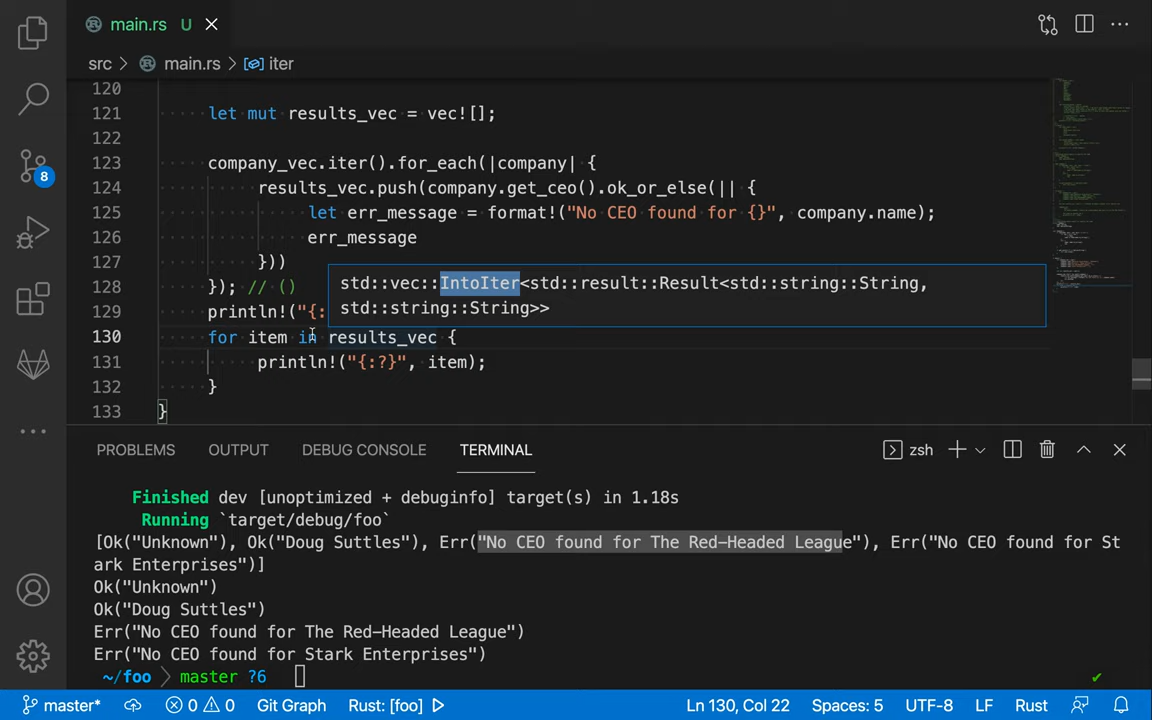 main.rs U
src > main.rs > iter
120
121 let mut results_vec = vec![];
122
123 company_vec.iter().for_each(|company| {
124 results_vec.push(company.get_ceo().ok_or_else(|| {
125 let err_message = format!("No CEO found for {}", company.name);
126 err_message
127 }))
128 }); // ()
129 println!("{:
130 for item in results_vec {
131 println!("{:?}", item);
132 }
133 }
std::vec::IntoIter<std::result::Result<std::string::String,
std::string::String>>
8
PROBLEMS OUTPUT DEBUG CONSOLE TERMINAL zsh
Finished dev [unoptimized + debuginfo] target(s) in 1.18s
Running `target/debug/foo`
[Ok("Unknown"), Ok("Doug Suttles"), Err("No CEO found for The Red-Headed League"), Err("No CEO found for St
ark Enterprises")]
Ok("Unknown")
Ok("Doug Suttles")
Err("No CEO found for The Red-Headed League")
Err("No CEO found for Stark Enterprises")
~/foo master ?6
master* 0 0 Git Graph Rust: [foo] Ln 130, Col 22 Spaces: 5 UTF-8 LF Rust